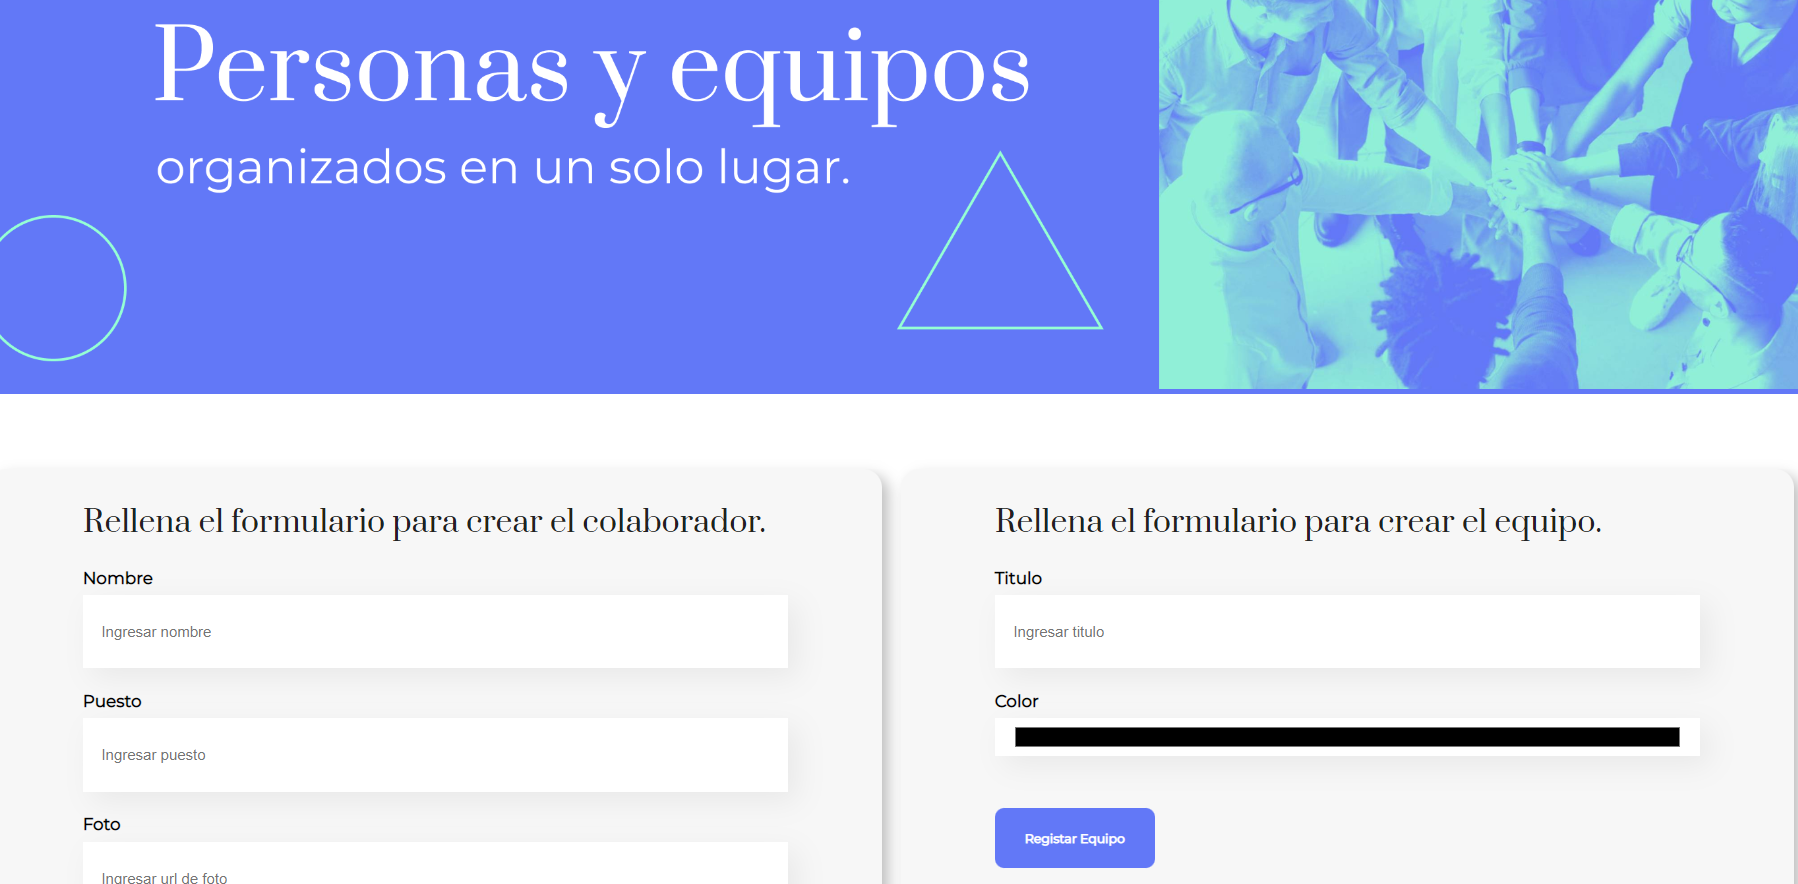 Personas y equipos
organizados en un solo lugar.
Rellena el formulario para crear el colaborador.
Nombre
Ingresar nombre
Puesto
Ingresar puesto
Foto
Ingresar url de foto
Rellena el formulario para crear el equipo.
Titulo
Ingresar titulo
Color
Registar Equipo